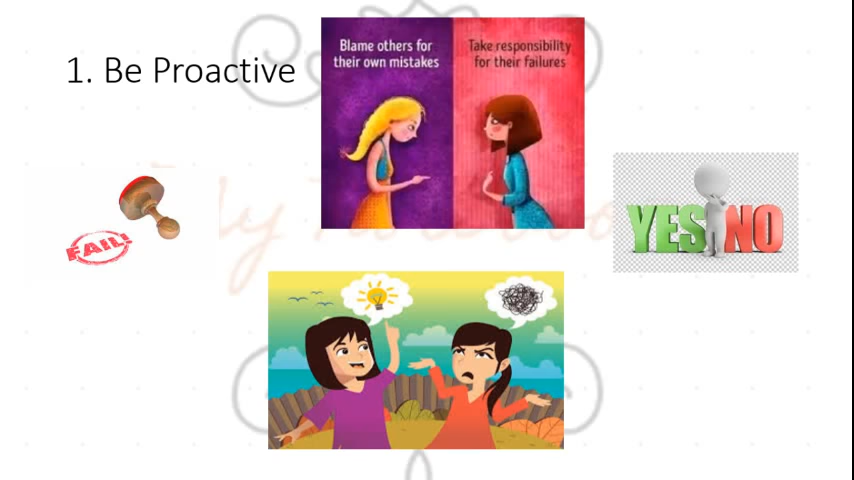 1. Be Proactive
Blame others for
their own mistakes
Take responsibility
for their failures
FAIL!
YES NO